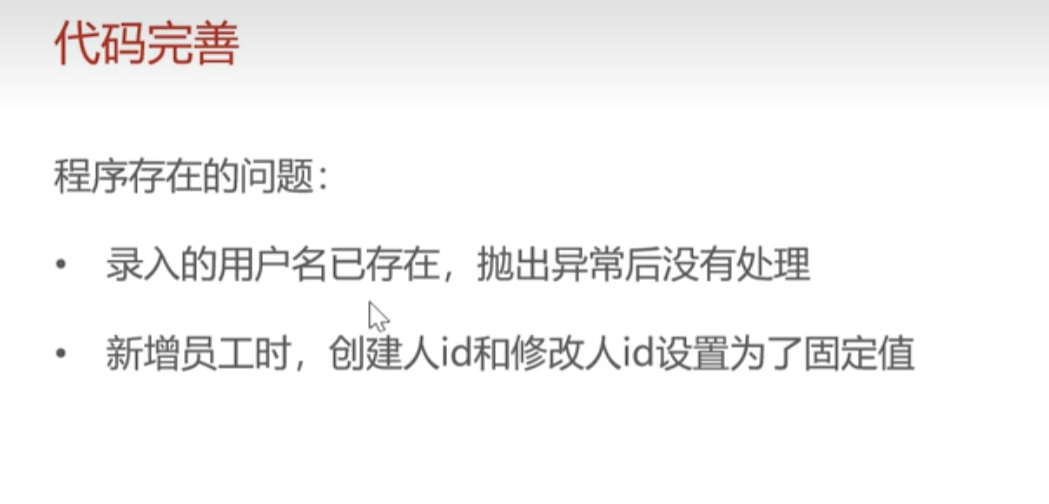 代码完善
程序存在的问题：
• 录入的用户名已存在，抛出异常后没有处理
• 新增员工时，创建人id和修改人id设置为了固定值